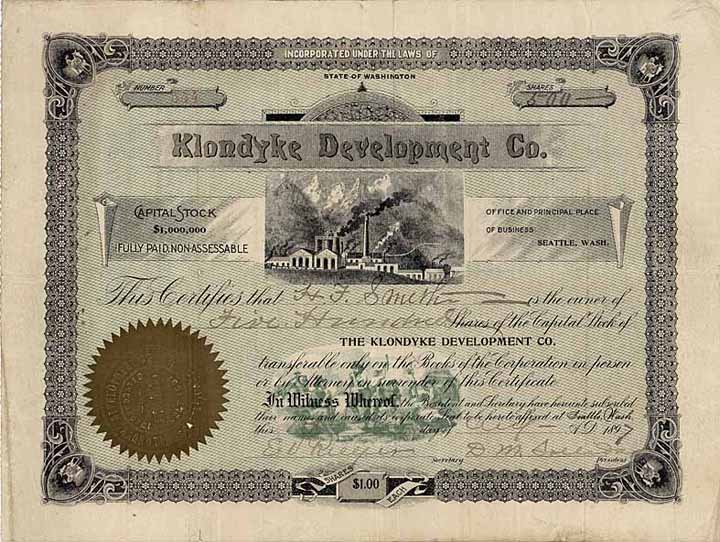 INCORPORATED UNDER THE LAWS OF
STATE OF WASHINGTON
NUMBER
SHARES
500
Klondyke Development Co.
CAPITAL STOCK
$1,000,000
FULLY PAID, NON-ASSESSABLE
OFFICE AND PRINCIPAL PLACE
OF BUSINESS
SEATTLE, WASH.
This Certifies that H. F. Smith is the owner of
Five Hundred Shares of the Capital Stock of
THE KLONDYKE DEVELOPMENT CO.
transferable only on the Books of the Corporation in person
or by Attorney on surrender of this Certificate
In Witness Whereof, the President and Secretary have hereunto subscribed
their names and caused its corporate seal to be hereto affixed at Seattle, Wash.
this day of A.D. 1897
Secretary President
SHARES $1.00 EACH